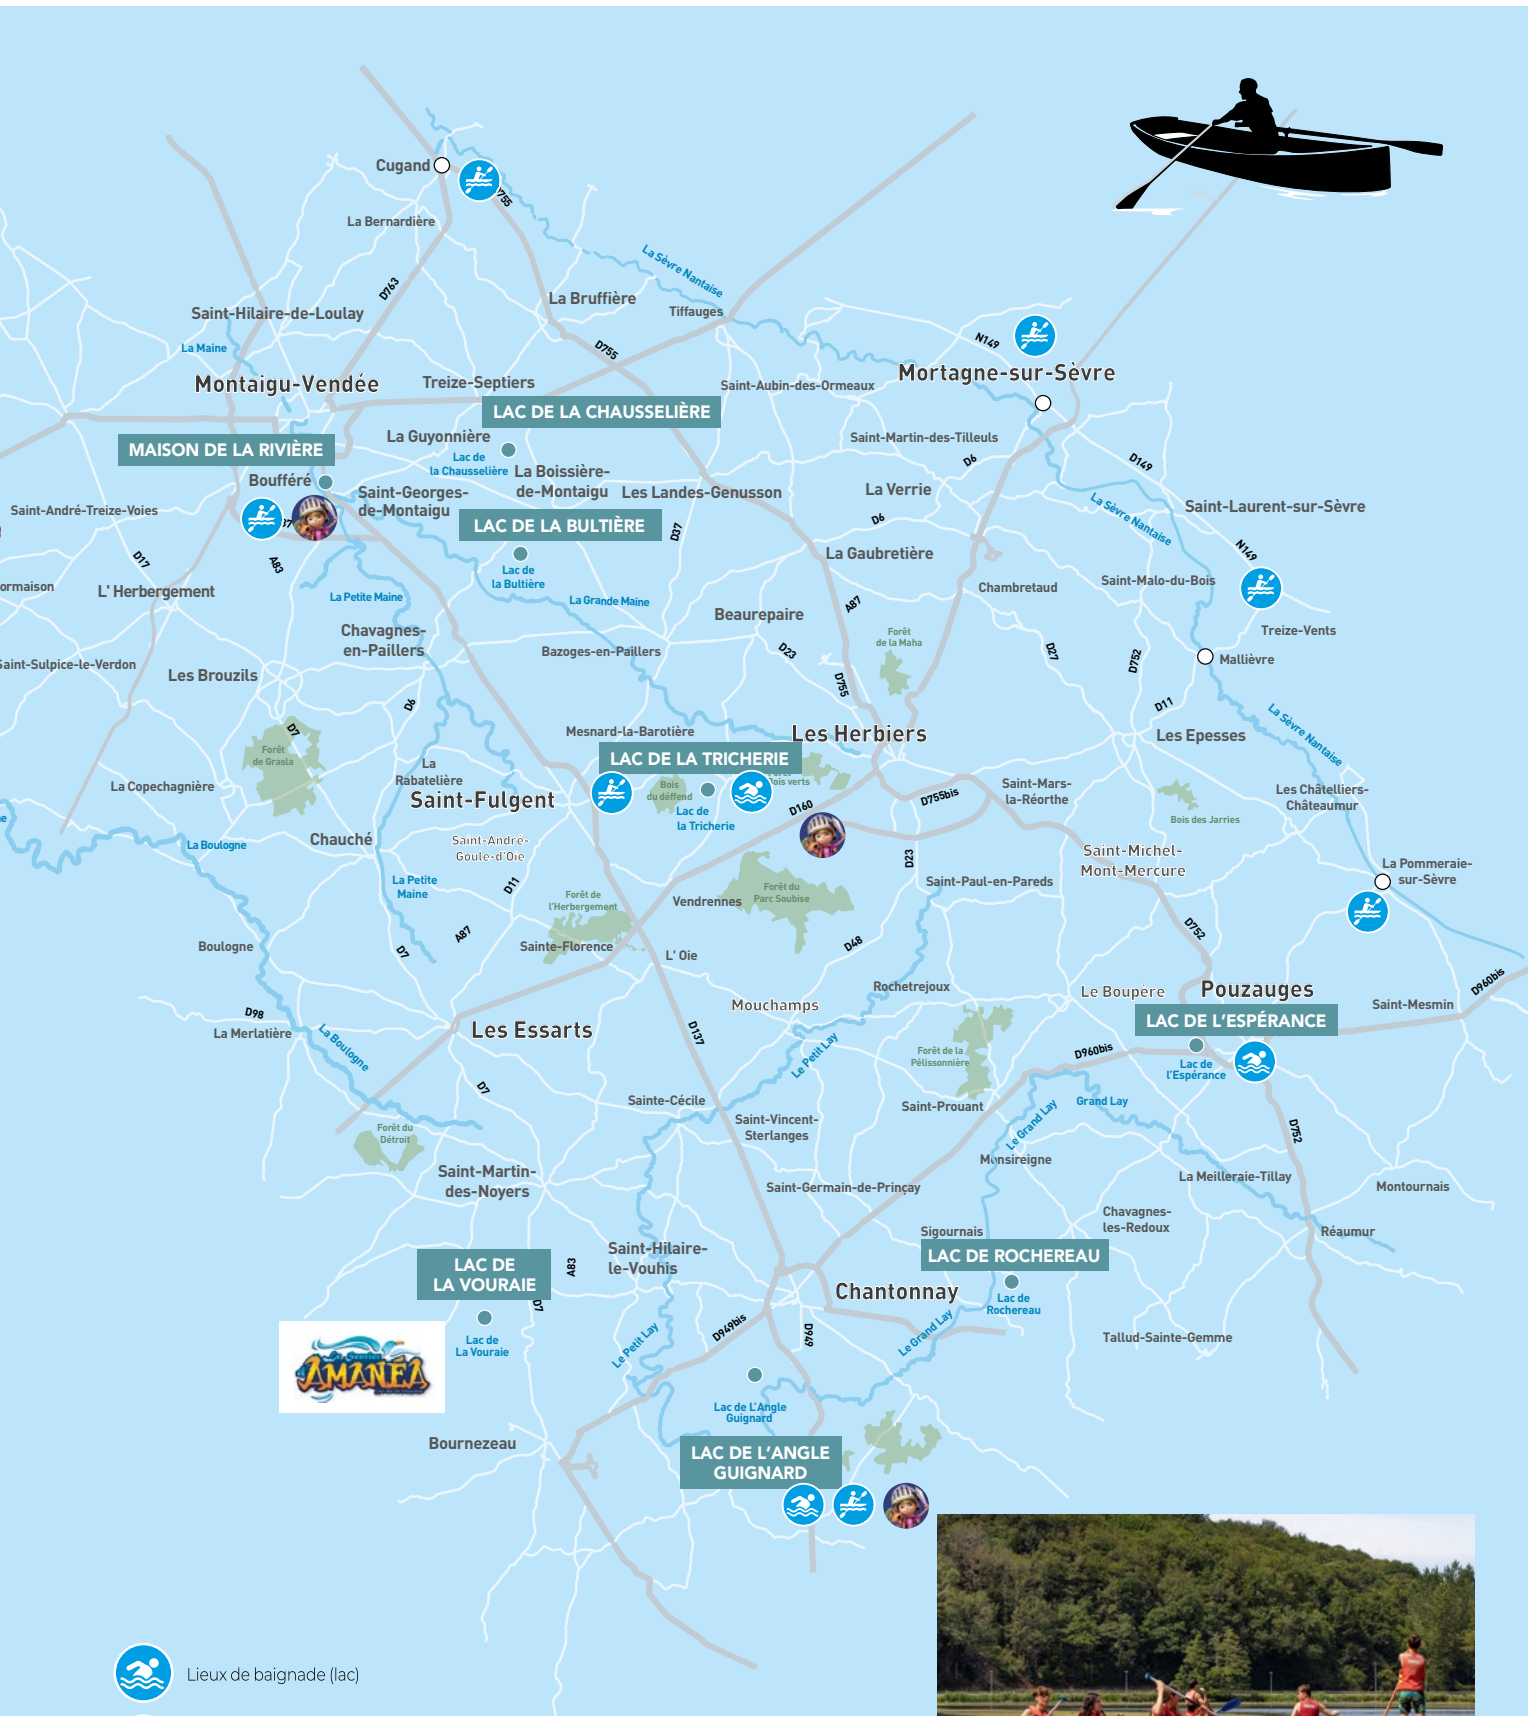 Cugand
D755
La Bernardière
La Sèvre Nantaise
D763
La Bruffière
Tiffauges
Saint-Hilaire-de-Loulay
La Maine
D755
N149
Montaigu-Vendée
Treize-Septiers
Saint-Aubin-des-Ormeaux
Mortagne-sur-Sèvre
LAC DE LA CHAUSSELIÈRE
MAISON DE LA RIVIÈRE
La Guyonnière
Saint-Martin-des-Tilleuls
D6
D149
Lac de
la Chausselière
La Boissière-
de-Montaigu
Boufféré
Saint-Georges-
de-Montaigu
Les Landes-Genusson
La Verrie
La Sèvre Nantaise
Saint-Laurent-sur-Sèvre
Saint-André-Treize-Voies
LAC DE LA BULTIÈRE
D37
D6
N149
D17
A83
Lac de
la Bultière
La Gaubretière
ormaison
L' Herbergement
La Petite Maine
La Grande Maine
Chambretaud
Saint-Malo-du-Bois
A87
Beaurepaire
Treize-Vents
Chavagnes-
en-Paillers
Forêt
de la Maha
Saint-Sulpice-le-Verdon
Bazoges-en-Paillers
D23
D27
D752
Mallièvre
Les Brouzils
D755
D6
D11
D7
Mesnard-la-Barotière
Les Herbiers
Les Epesses
La Sèvre Nantaise
Forêt
de Grasla
LAC DE LA TRICHERIE
La
Rabatelière
Bois verts
La Copechagnière
Saint-Fulgent
Bois
du défend
Lac de
la Tricherie
D160
D755bis
Saint-Mars-
la-Réorthe
Les Châtelliers-
Châteaumur
Bois des Jarries
La Boulogne
Chauché
Saint-André-
Goule-d'Oie
D23
Saint-Michel-
Mont-Mercure
La Pommeraie-
sur-Sèvre
La Petite
Maine
D11
Forêt de
l'Herbergement
Vendrennes
Forêt du
Parc Soubise
Saint-Paul-en-Pareds
Boulogne
D7
A87
Sainte-Florence
L' Oie
D48
D752
Rochetrejoux
Le Boupère
Pouzauges
D960bis
Saint-Mesmin
D98
La Merlatière
La Boulogne
Les Essarts
Mouchamps
D137
LAC DE L'ESPÉRANCE
Le Petit Lay
Forêt de la
Pélissonnière
D960bis
Lac de
l'Espérance
D7
Sainte-Cécile
Saint-Prouant
Grand Lay
Saint-Vincent-
Sterlanges
Le Grand Lay
D752
Forêt du
Détroit
Monsireigne
Saint-Martin-
des-Noyers
Saint-Germain-de-Prinçay
La Meilleraie-Tillay
Montournais
Chavagnes-
les-Redoux
Sigournais
Réaumur
Saint-Hilaire-
le-Vouhis
LAC DE ROCHEREAU
LAC DE
LA VOURAIE
A83
D7
Chantonnay
Lac de
Rochereau
Lac de
La Vouraie
Le Petit Lay
D949bis
D949
Le Grand Lay
Tallud-Sainte-Gemme
AMANÉA
Lac de L'Angle
Guignard
Bournezeau
LAC DE L'ANGLE
GUIGNARD
Lieux de baignade (lac)